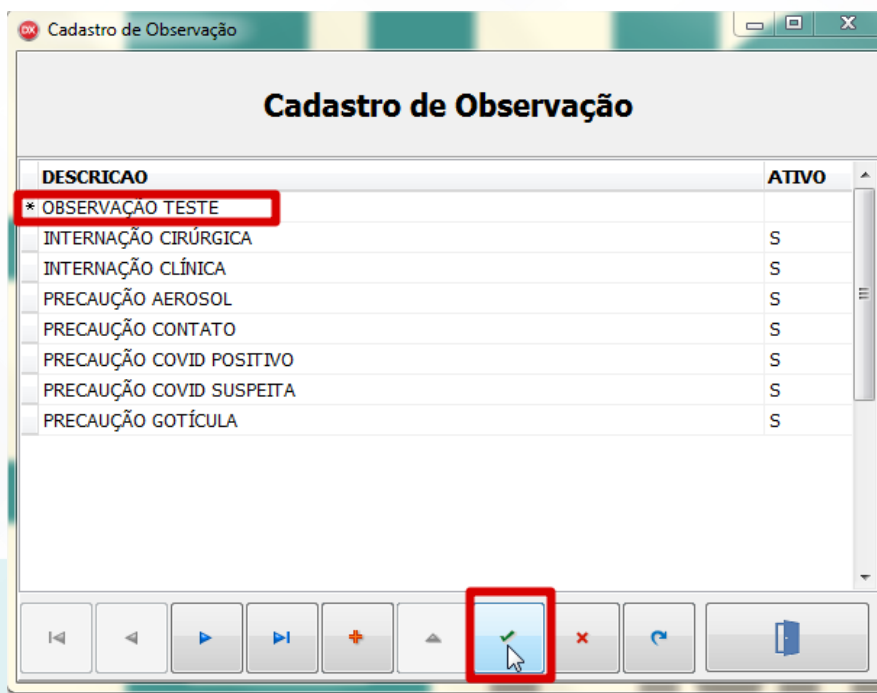 Cadastro de Observação
Cadastro de Observação
DESCRICAO ATIVO
* OBSERVAÇÃO TESTE
INTERNAÇÃO CIRÚRGICA S
INTERNAÇÃO CLÍNICA S
PRECAUÇÃO AEROSOL S
PRECAUÇÃO CONTATO S
PRECAUÇÃO COVID POSITIVO S
PRECAUÇÃO COVID SUSPEITA S
PRECAUÇÃO GOTÍCULA S